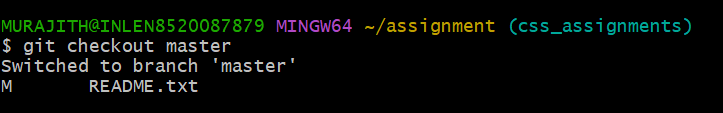 MURAJITH@INLEN8520087879 MINGW64 ~/assignment (css_assignments)
$ git checkout master
Switched to branch 'master'
M       README.txt